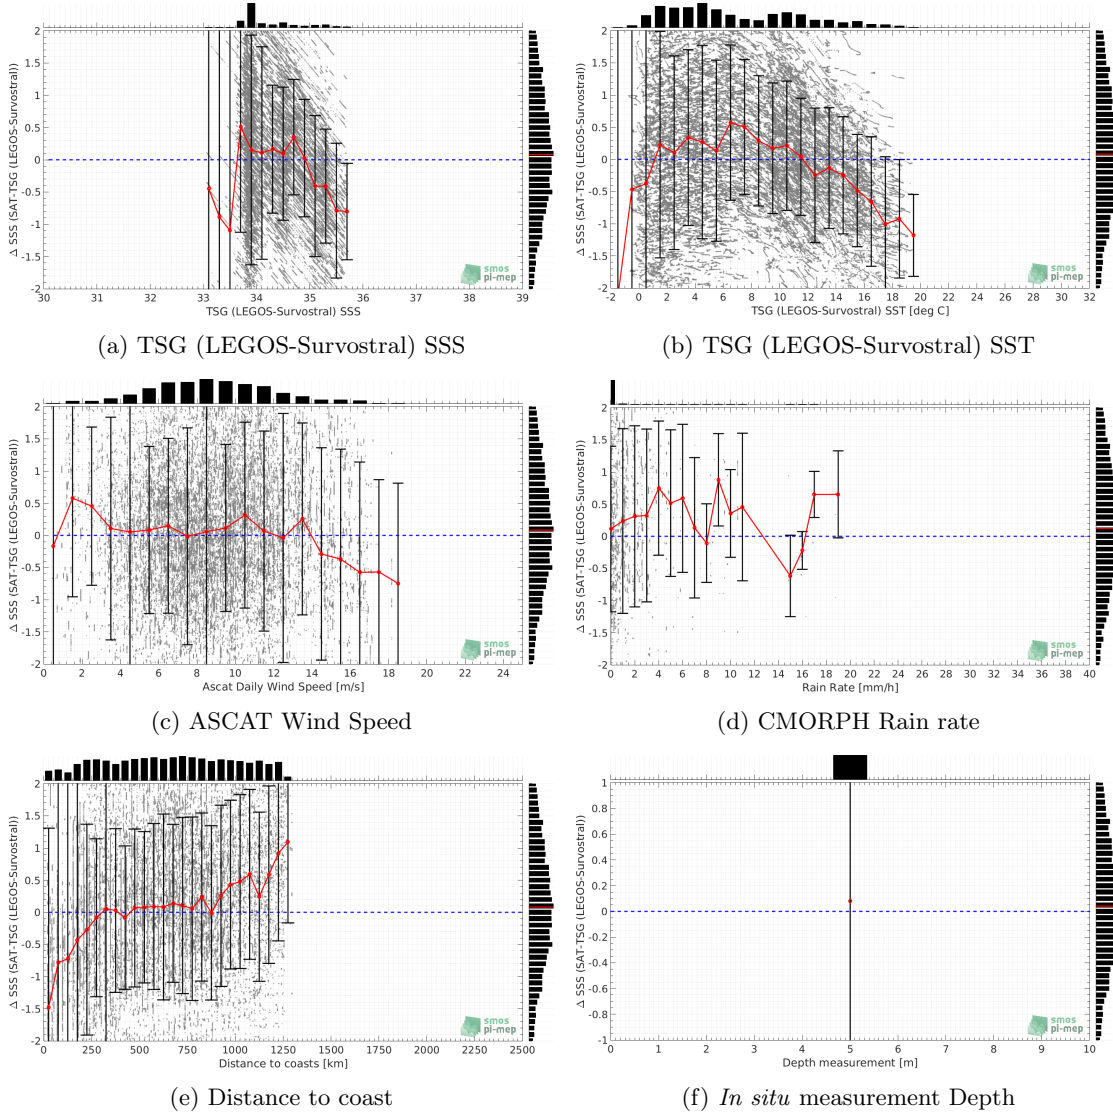 2
1.5
1
0.5
0
-0.5
-1
-1.5
-2
Δ SSS (SAT-TSG (LEGOS-Survostral))
smos
pi-mep
30 31 32 33 34 35 36 37 38 39
TSG (LEGOS-Survostral) SSS
(a) TSG (LEGOS-Survostral) SSS
2
1.5
1
0.5
0
-0.5
-1
-1.5
-2
Δ SSS (SAT-TSG (LEGOS-Survostral))
smos
pi-mep
-2 0 2 4 6 8 10 12 14 16 18 20 22 24 26 28 30 32
TSG (LEGOS-Survostral) SST [deg C]
(b) TSG (LEGOS-Survostral) SST
2
1.5
1
0.5
0
-0.5
-1
-1.5
-2
Δ SSS (SAT-TSG (LEGOS-Survostral))
smos
pi-mep
0 2 4 6 8 10 12 14 16 18 20 22 24
Ascat Daily Wind Speed [m/s]
(c) ASCAT Wind Speed
2
1.5
1
0.5
0
-0.5
-1
-1.5
-2
Δ SSS (SAT-TSG (LEGOS-Survostral))
smos
pi-mep
0 2 4 6 8 10 12 14 16 18 20 22 24 26 28 30 32 34 36 38 40
Rain Rate [mm/h]
(d) CMORPH Rain rate
2
1.5
1
0.5
0
-0.5
-1
-1.5
-2
Δ SSS (SAT-TSG (LEGOS-Survostral))
smos
pi-mep
0 250 500 750 1000 1250 1500 1750 2000 2250 2500
Distance to coasts [km]
(e) Distance to coast
1
0.8
0.6
0.4
0.2
0
-0.2
-0.4
-0.6
-0.8
-1
Δ SSS (SAT-TSG (LEGOS-Survostral))
smos
pi-mep
0 1 2 3 4 5 6 7 8 9 10
Depth measurement [m]
(f) In situ measurement Depth